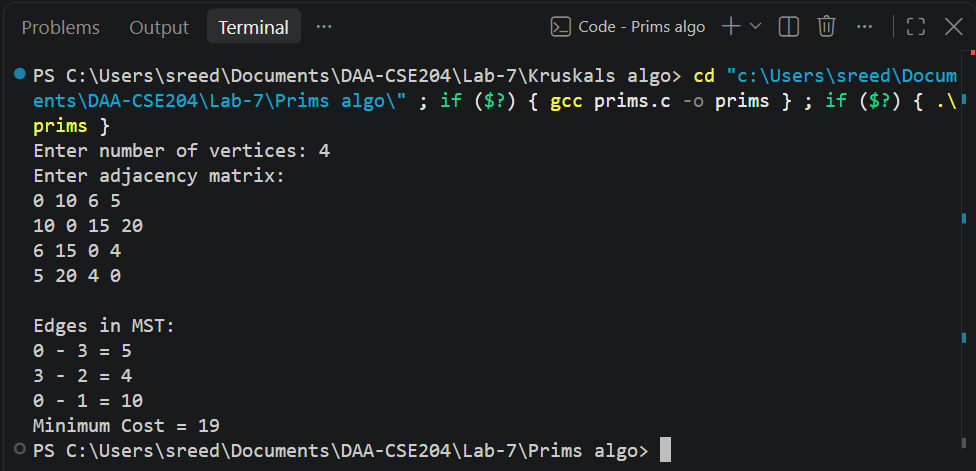 Problems Output Terminal ··· Code - Prims algo ···
PS C:\Users\sreed\Documents\DAA-CSE204\Lab-7\Kruskals algo> cd "c:\Users\sreed\Docum
ents\DAA-CSE204\Lab-7\Prims algo\" ; if ($?) { gcc prims.c -o prims } ; if ($?) { .\
prims }
Enter number of vertices: 4
Enter adjacency matrix:
0 10 6 5
10 0 15 20
6 15 0 4
5 20 4 0
Edges in MST:
0 - 3 = 5
3 - 2 = 4
0 - 1 = 10
Minimum Cost = 19
PS C:\Users\sreed\Documents\DAA-CSE204\Lab-7\Prims algo>